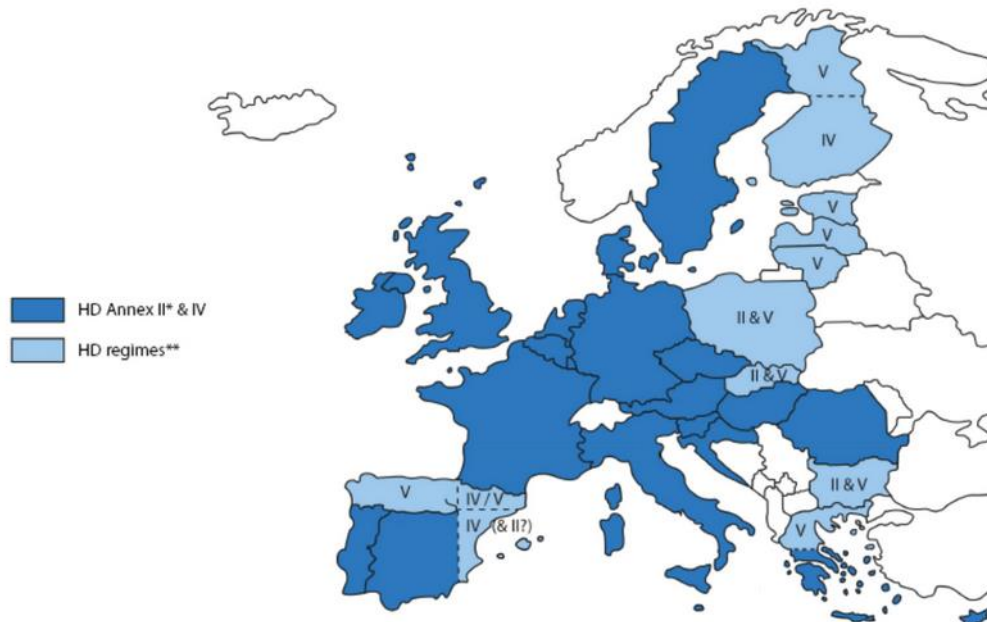 V
IV
V
V
V
HD Annex II* & IV
II & V
HD regimes**
II & V
V
IV / V
II & V
IV (& II?)
V